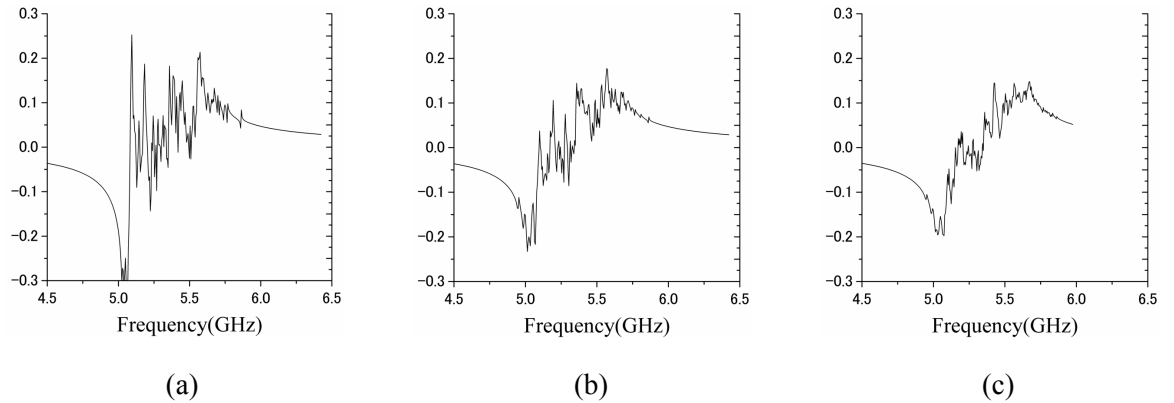 0.3 0.3 0.3
0.2 0.2 0.2
0.1 0.1 0.1
0.0 0.0 0.0
−0.1 −0.1 −0.1
−0.2 −0.2 −0.2
−0.3 −0.3 −0.3
4.5 5.0 5.5 6.0 6.5 4.5 5.0 5.5 6.0 6.5 4.5 5.0 5.5 6.0 6.5
Frequency(GHz) Frequency(GHz) Frequency(GHz)
(a) (b) (c)